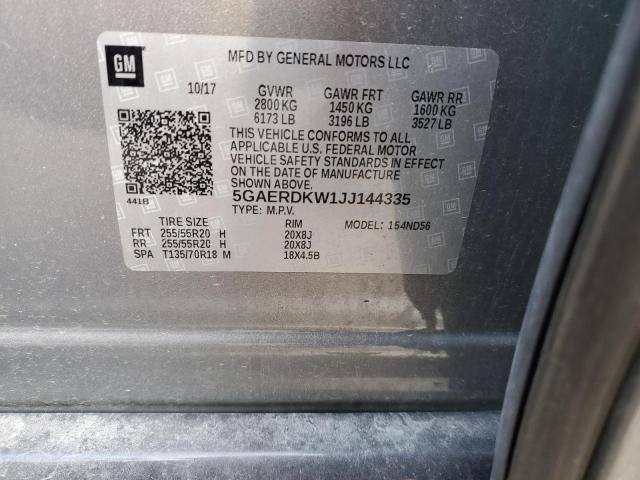 GM
MFD BY GENERAL MOTORS LLC
10/17 GVWR GAWR FRT GAWR RR
2800 KG 1450 KG 1600 KG
6173 LB 3196 LB 3527 LB
THIS VEHICLE CONFORMS TO ALL
APPLICABLE U.S. FEDERAL MOTOR
VEHICLE SAFETY STANDARDS IN EFFECT
ON THE DATE OF MANUFACTURE
SHOWN ABOVE.
441B 5GAERDKW1JJ144335
TYPE: M.P.V. MODEL: 154ND56
TIRE SIZE RIM
FRT 255/55R20 H 20X8J
RR 255/55R20 H 20X8J
SPA T135/70R18 M 18X4.5B